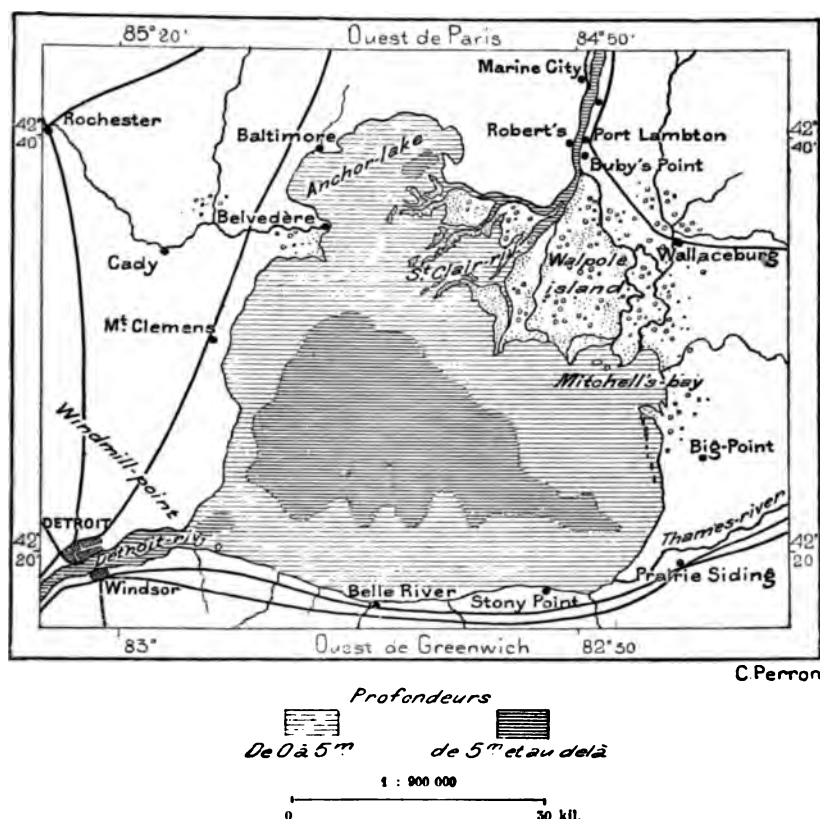 85° 20' Ouest de Paris 84° 50'
Marine City
Rochester
42° 40'
Baltimore
Robert's
Port Lambton
42° 40'
Anchor-lake
Buby's Point
Belvedère
Cady
St Clair-riv.
Walpole island
Wallaceburg
Mt Clemens
Mitchell's-bay
Windmill-point
Big-Point
DETROIT
Detroit-riv.
42° 20'
Thames-river
42° 20'
Windsor
Belle River
Stony Point
Prairie Siding
83° Ouest de Greenwich 82° 30'
C. Perron
Profondeurs
De 0 à 5m de 5m et au delà
1 : 900 000
0 30 kil.